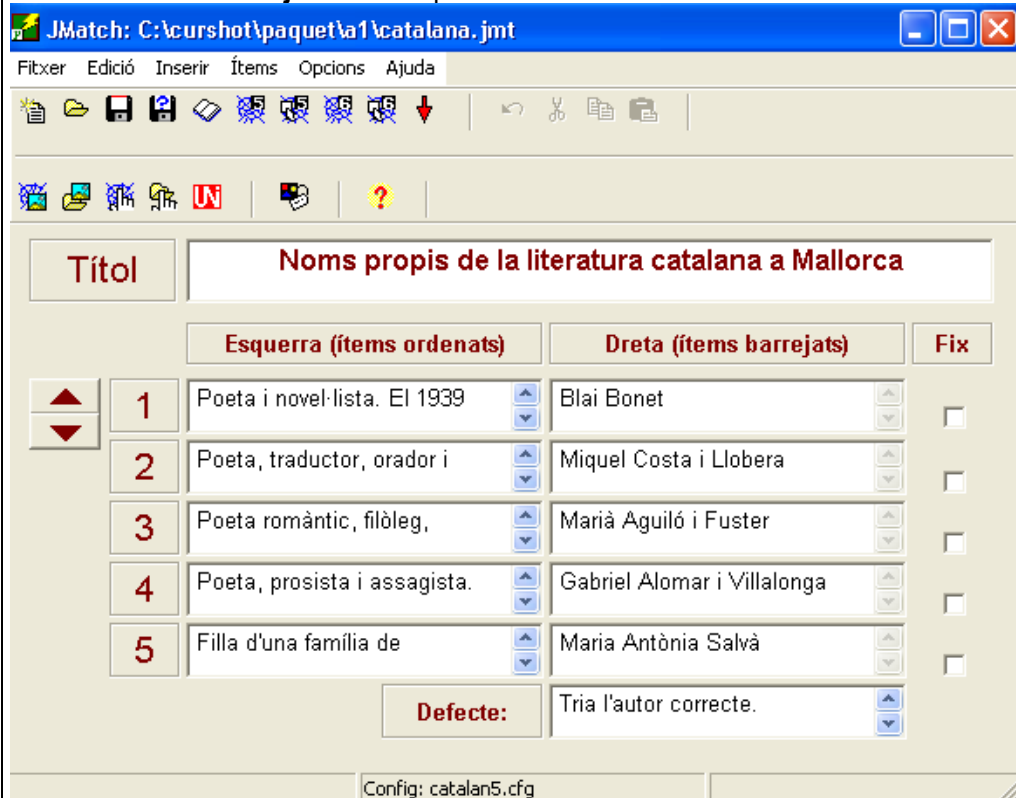 JMatch: C:\curshot\paquet\a1\catalana.jmt
Fitxer Edició Inserir Ítems Opcions Ajuda
Títol
Noms propis de la literatura catalana a Mallorca
Esquerra (ítems ordenats) Dreta (ítems barrejats) Fix
1 Poeta i novel·lista. El 1939 Blai Bonet
2 Poeta, traductor, orador i Miquel Costa i Llobera
3 Poeta romàntic, filòleg, Marià Aguiló i Fuster
4 Poeta, prosista i assagista. Gabriel Alomar i Villalonga
5 Filla d'una família de Maria Antònia Salvà
Defecte: Tria l'autor correcte.
Config: catalan5.cfg